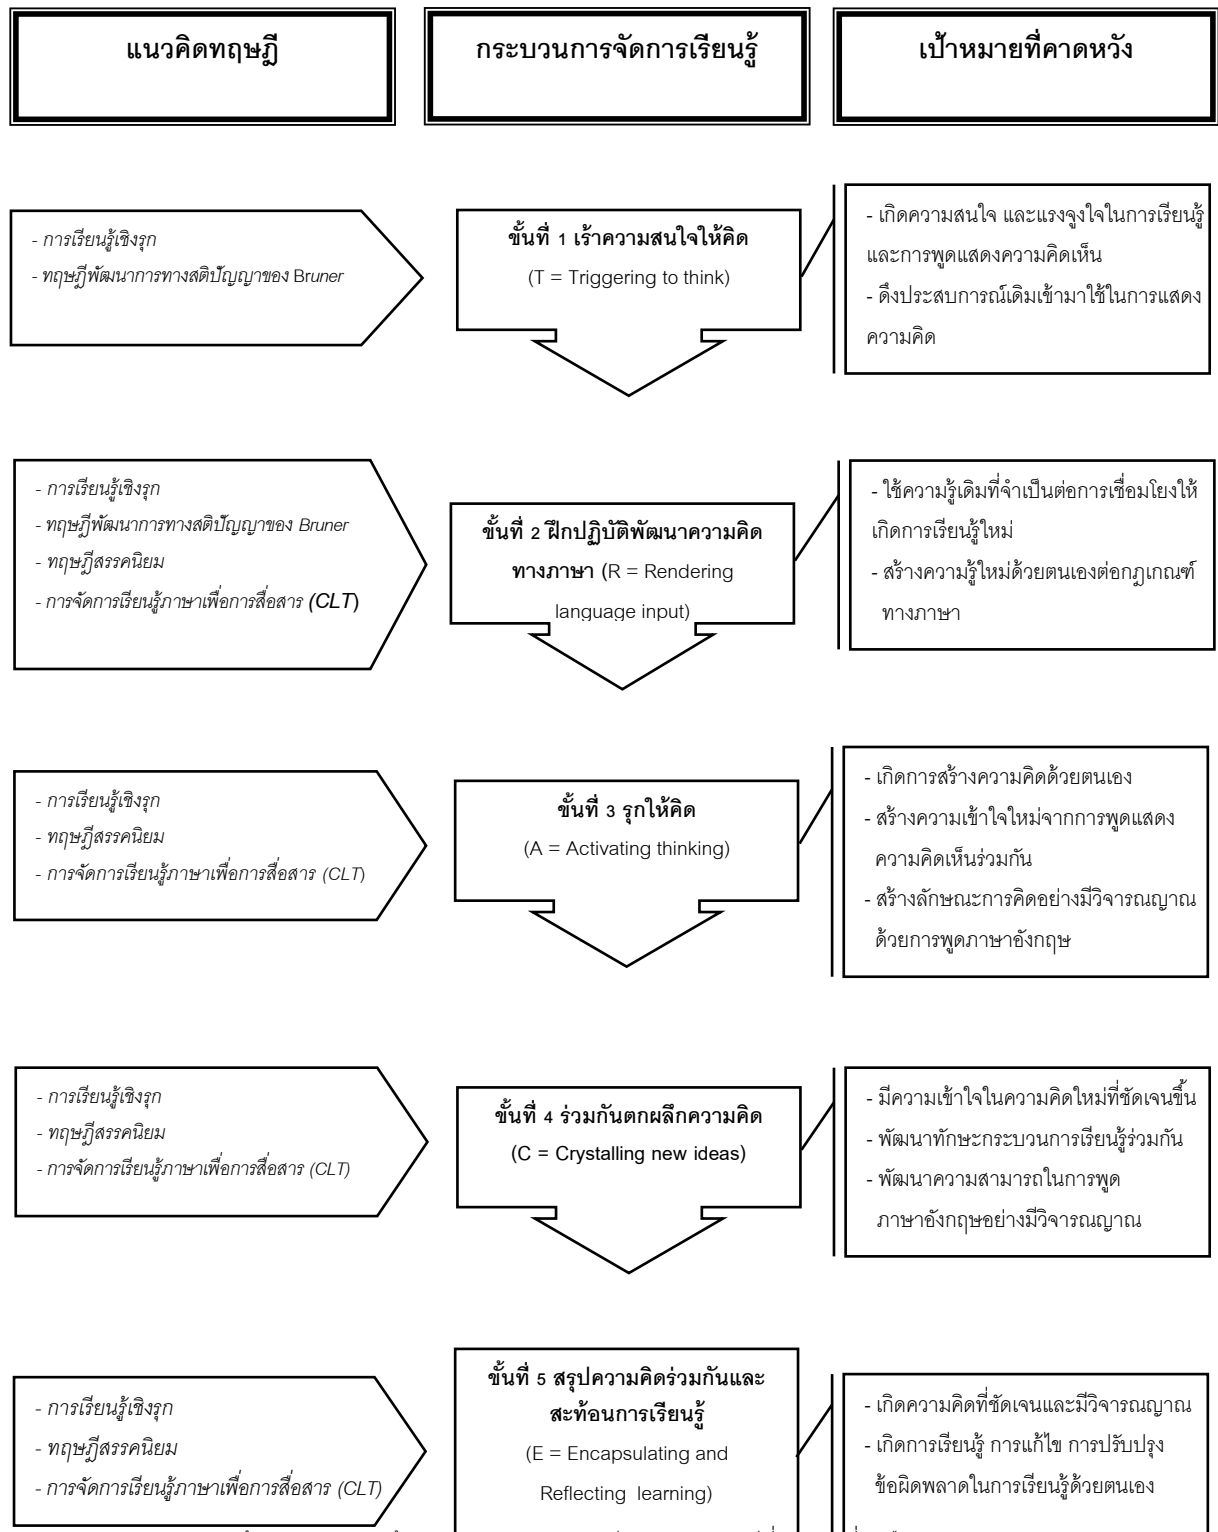 แนวคิดทฤษฎี
กระบวนการจัดการเรียนรู้
เป้าหมายที่คาดหวัง
- การเรียนรู้เชิงรุก
- ทฤษฎีพัฒนาการทางสติปัญญาของ Bruner
ขั้นที่ 1 เร้าความสนใจให้คิด
(T = Triggering to think)
- เกิดความสนใจ และแรงจูงใจในการเรียนรู้
และการพูดแสดงความคิดเห็น
- ดึงประสบการณ์เดิมเข้ามาใช้ในการแสดง
ความคิด
- การเรียนรู้เชิงรุก
- ทฤษฎีพัฒนาการทางสติปัญญาของ Bruner
- ทฤษฎีสรรคนิยม
- การจัดการเรียนรู้ภาษาเพื่อการสื่อสาร (CLT)
ขั้นที่ 2 ฝึกปฏิบัติพัฒนาความคิด
ทางภาษา (R = Rendering
language input)
- ใช้ความรู้เดิมที่จำเป็นต่อการเชื่อมโยงให้
เกิดการเรียนรู้ใหม่
- สร้างความรู้ใหม่ด้วยตนเองต่อกฎเกณฑ์
ทางภาษา
- การเรียนรู้เชิงรุก
- ทฤษฎีสรรคนิยม
- การจัดการเรียนรู้ภาษาเพื่อการสื่อสาร (CLT)
ขั้นที่ 3 รุกให้คิด
(A = Activating thinking)
- เกิดการสร้างความคิดด้วยตนเอง
- สร้างความเข้าใจใหม่จากการพูดแสดง
ความคิดเห็นร่วมกัน
- สร้างลักษณะการคิดอย่างมีวิจารณญาณ
ด้วยการพูดภาษาอังกฤษ
- การเรียนรู้เชิงรุก
- ทฤษฎีสรรคนิยม
- การจัดการเรียนรู้ภาษาเพื่อการสื่อสาร (CLT)
ขั้นที่ 4 ร่วมกันตกผลึกความคิด
(C = Crystalling new ideas)
- มีความเข้าใจในความคิดใหม่ที่ชัดเจนขึ้น
- พัฒนาทักษะกระบวนการเรียนรู้ร่วมกัน
- พัฒนาความสามารถในการพูด
ภาษาอังกฤษอย่างมีวิจารณญาณ
- การเรียนรู้เชิงรุก
- ทฤษฎีสรรคนิยม
- การจัดการเรียนรู้ภาษาเพื่อการสื่อสาร (CLT)
ขั้นที่ 5 สรุปความคิดร่วมกันและ
สะท้อนการเรียนรู้
(E = Encapsulating and
Reflecting learning)
- เกิดความคิดที่ชัดเจนและมีวิจารณญาณ
- เกิดการเรียนรู้ การแก้ไข การปรับปรุง
ข้อผิดพลาดในการเรียนรู้ด้วยตนเอง